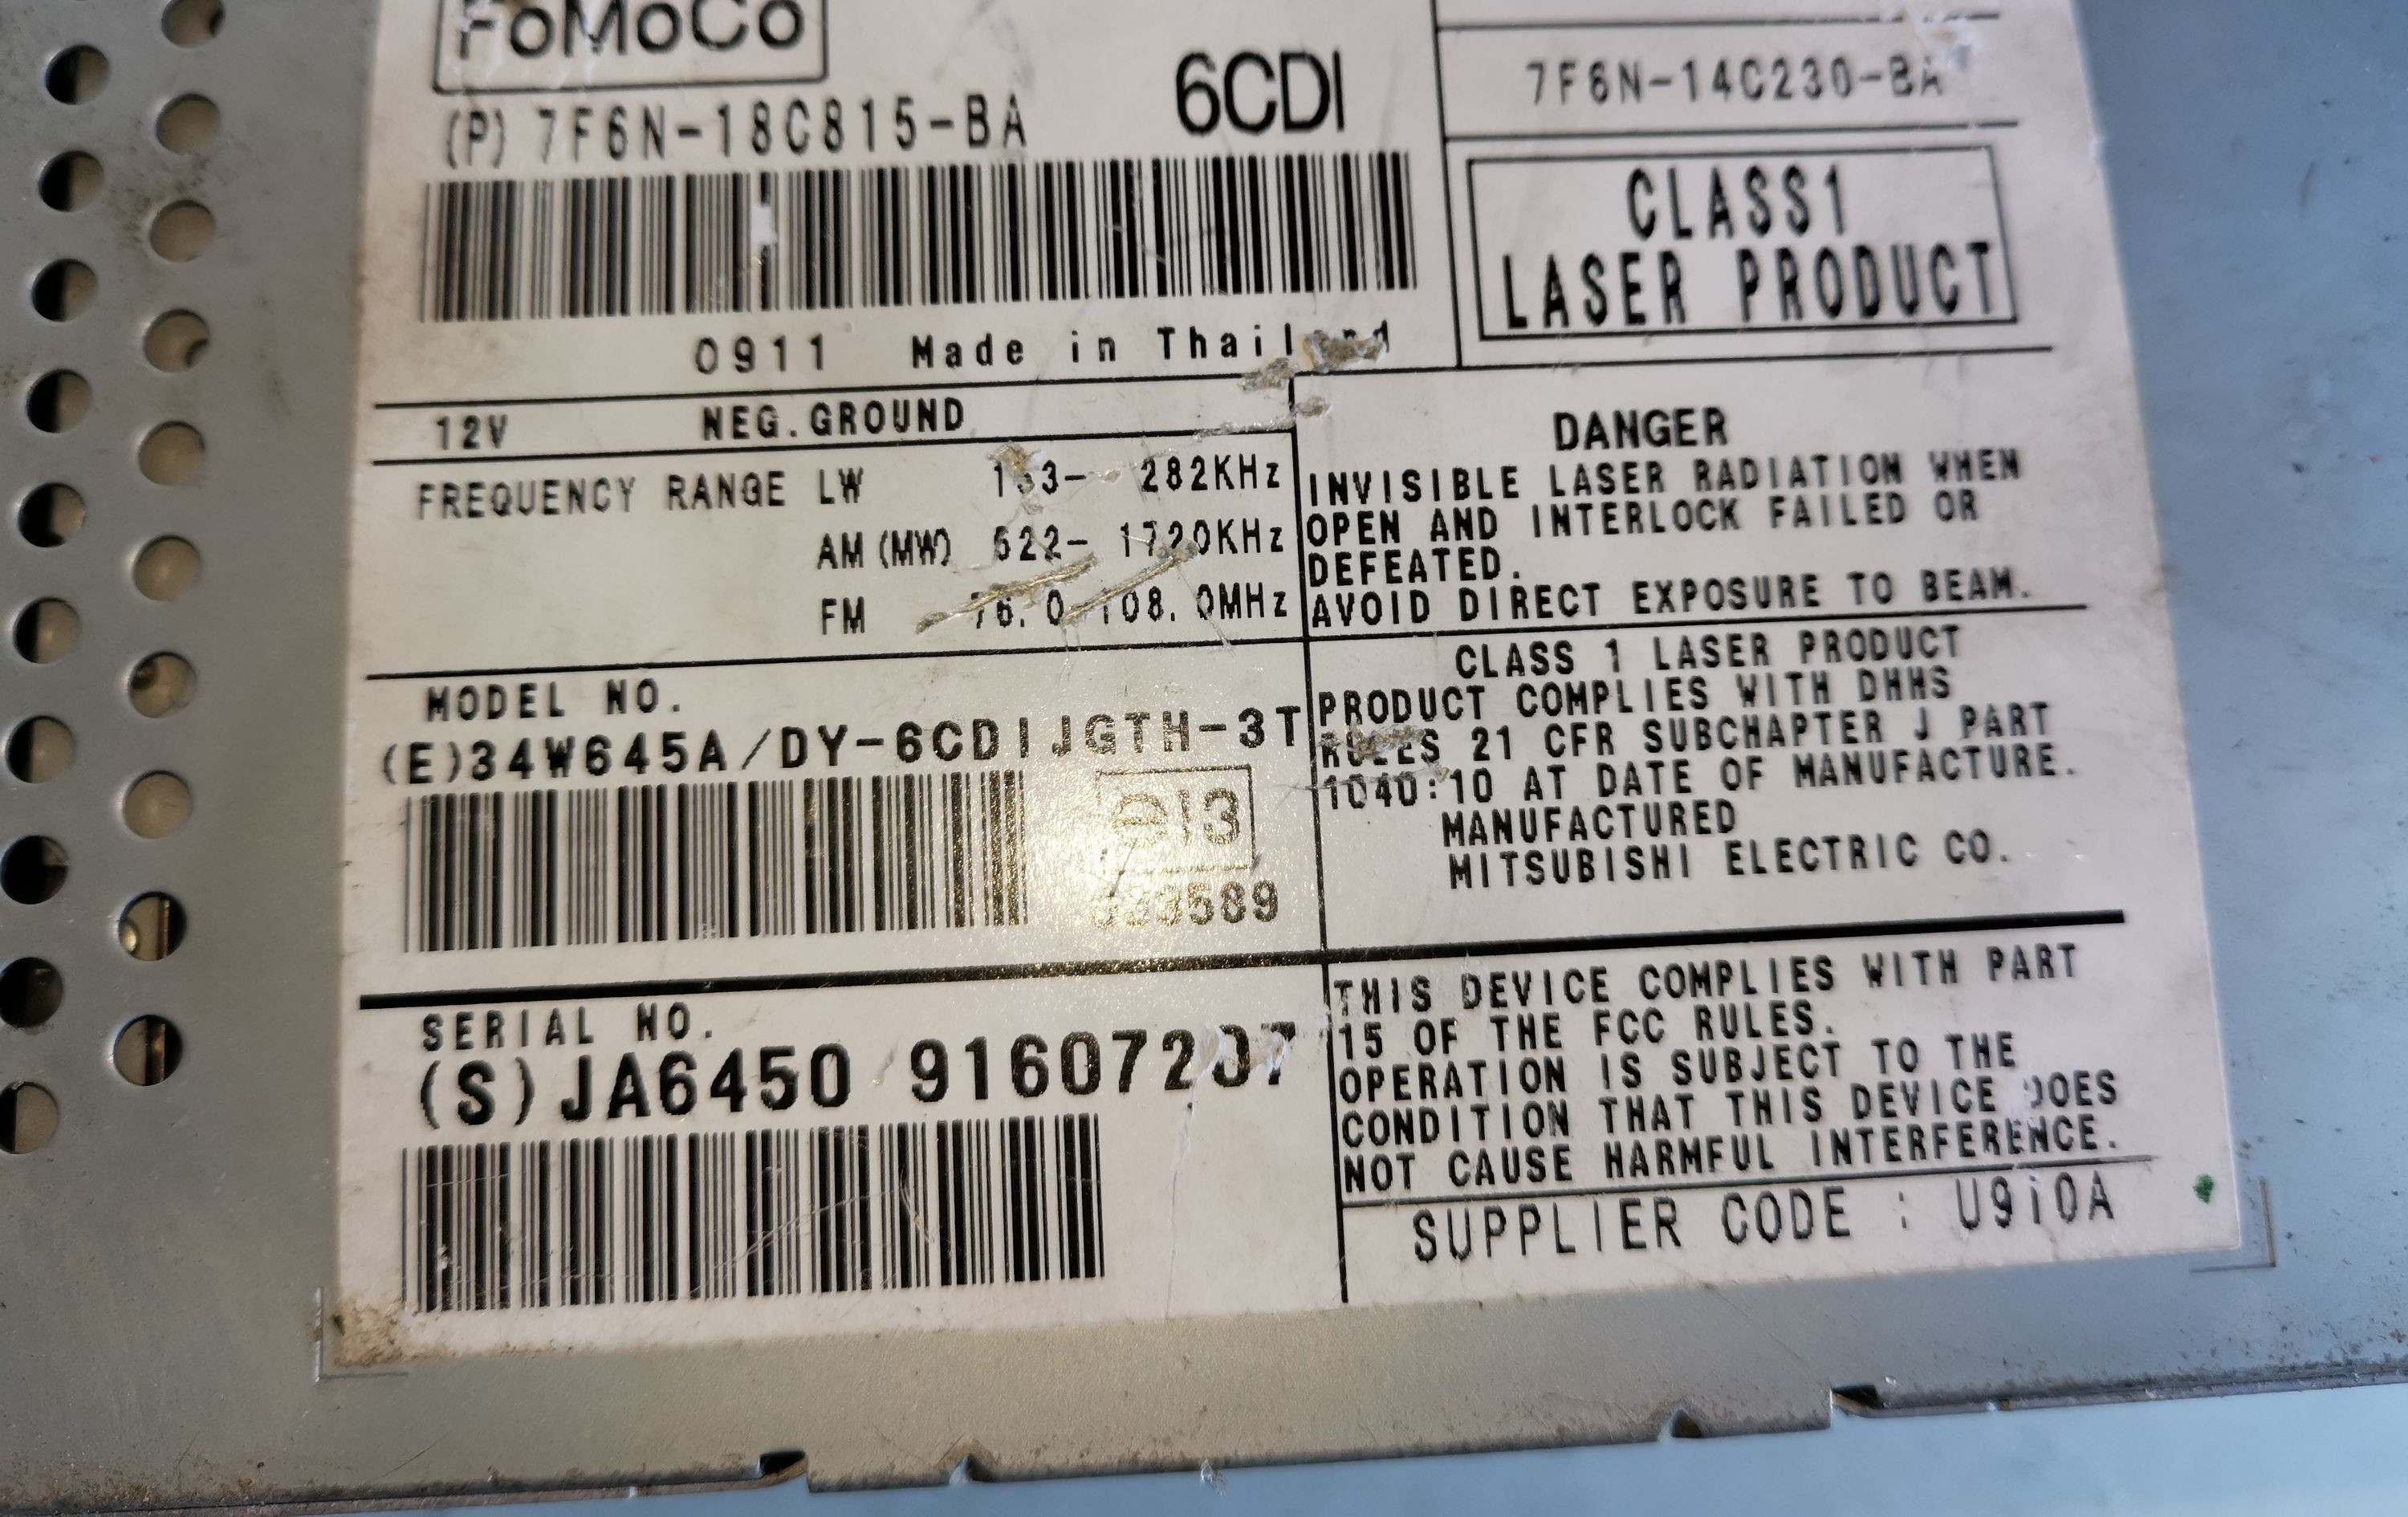 FoMoCo
(P) 7F6N-18C815-BA 6CDI
0911 Made in Thailand
12V NEG.GROUND
FREQUENCY RANGE LW 282KHz
AM (MW) 522- 1720KHz
FM 76.0-108.0MHz
MODEL NO.
(E)34W645A/DY-6CDIJGTH-3T
e13
SERIAL NO.
(S)JA6450 91607207
7F6N-14C230-BA
CLASS1
LASER PRODUCT
DANGER
INVISIBLE LASER RADIATION WHEN
OPEN AND INTERLOCK FAILED OR
DEFEATED.
AVOID DIRECT EXPOSURE TO BEAM.
CLASS 1 LASER PRODUCT
PRODUCT COMPLIES WITH DHHS
RULES 21 CFR SUBCHAPTER J PART
1040:10 AT DATE OF MANUFACTURE.
MANUFACTURED
MITSUBISHI ELECTRIC CO.
THIS DEVICE COMPLIES WITH PART
15 OF THE FCC RULES.
OPERATION IS SUBJECT TO THE
CONDITION THAT THIS DEVICE DOES
NOT CAUSE HARMFUL INTERFERENCE.
SUPPLIER CODE : U9i0A